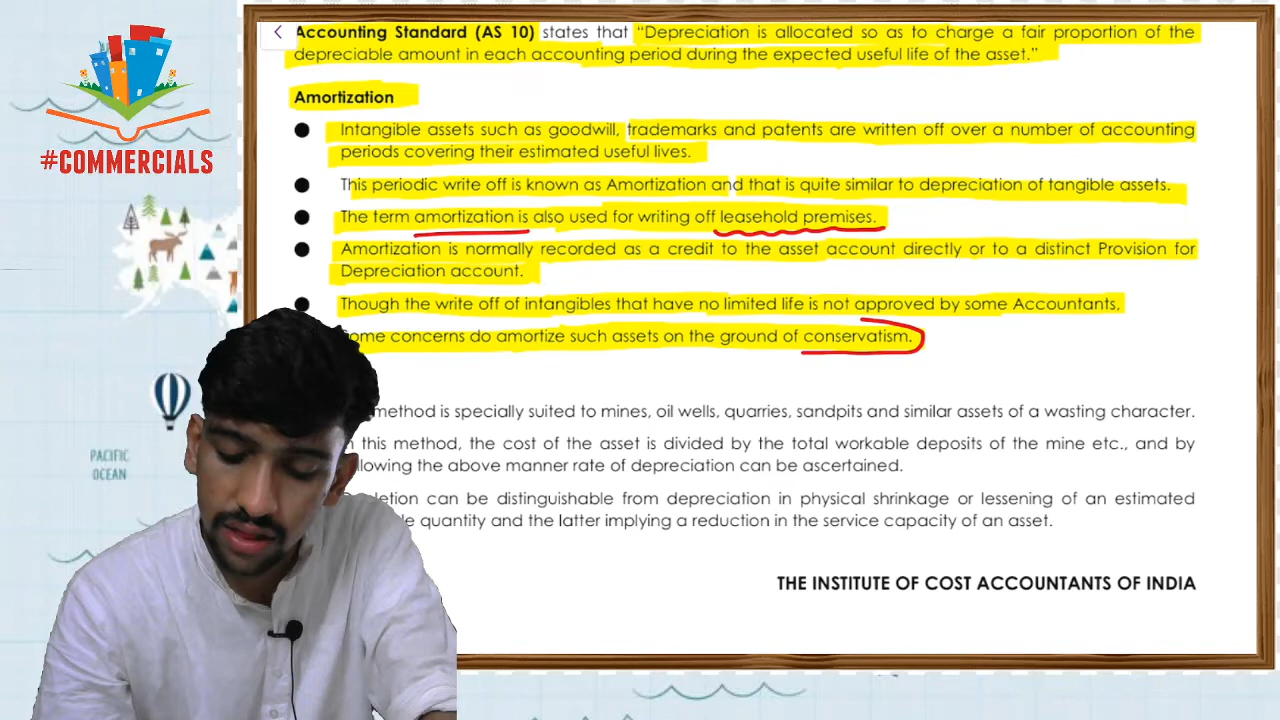 Accounting Standard (AS 10) states that “Depreciation is allocated so as to charge a fair proportion of the
depreciable amount in each accounting period during the expected useful life of the asset.”
Amortization
● Intangible assets such as goodwill, trademarks and patents are written off over a number of accounting
periods covering their estimated useful lives.
● This periodic write off is known as Amortization and that is quite similar to depreciation of tangible assets.
● The term amortization is also used for writing off leasehold premises.
● Amortization is normally recorded as a credit to the asset account directly or to a distinct Provision for
Depreciation account.
● Though the write off of intangibles that have no limited life is not approved by some Accountants,
ome concerns do amortize such assets on the ground of conservatism.
method is specially suited to mines, oil wells, quarries, sandpits and similar assets of a wasting character.
this method, the cost of the asset is divided by the total workable deposits of the mine etc., and by
lowing the above manner rate of depreciation can be ascertained.
letion can be distinguishable from depreciation in physical shrinkage or lessening of an estimated
quantity and the latter implying a reduction in the service capacity of an asset.
THE INSTITUTE OF COST ACCOUNTANTS OF INDIA
#COMMERCIALS
PACIFIC
OCEAN